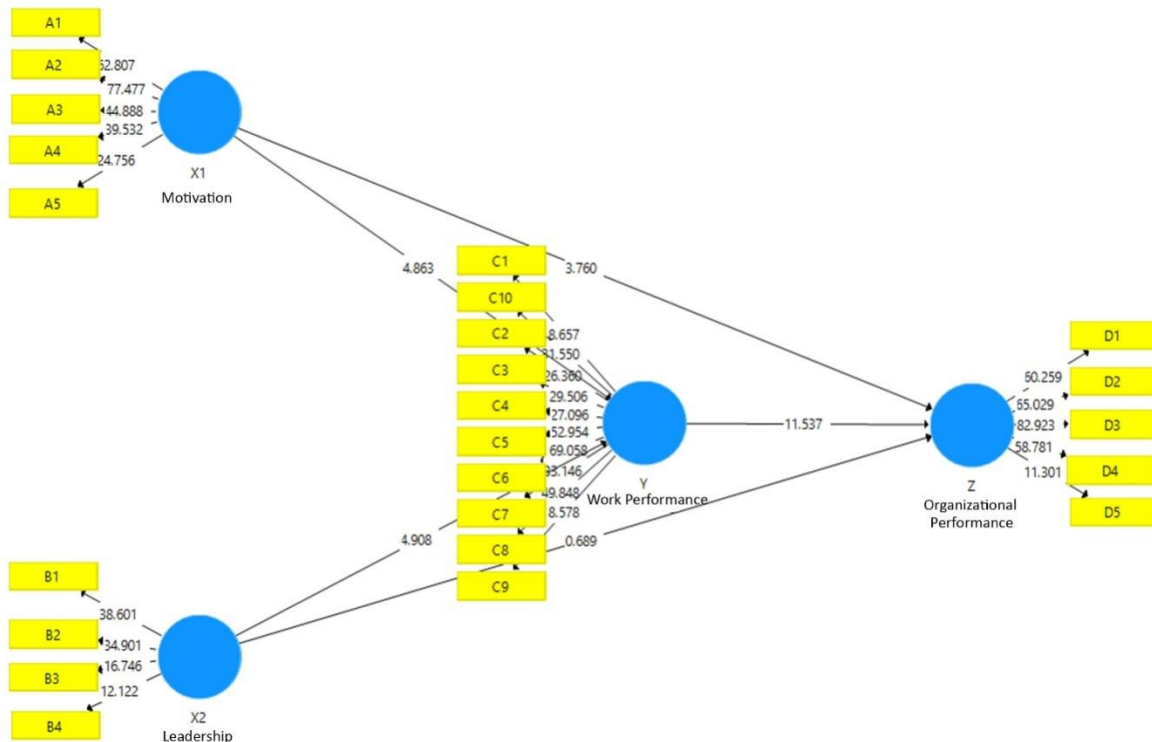 A1
A2
A3
A4
A5
77.477
44.888
39.532
24.756
X1
Motivation
4.863
3.760
C1
C10
C2
C3
C4
C5
C6
C7
C8
C9
8.657
31.550
26.360
29.506
27.096
52.954
69.058
49.848
8.578
Y
Work Performance
11.537
D1
D2
D3
D4
D5
60.259
65.029
82.923
58.781
11.301
Z
Organizational
Performance
4.908
0.689
B1
B2
B3
B4
38.601
34.901
16.746
12.122
X2
Leadership